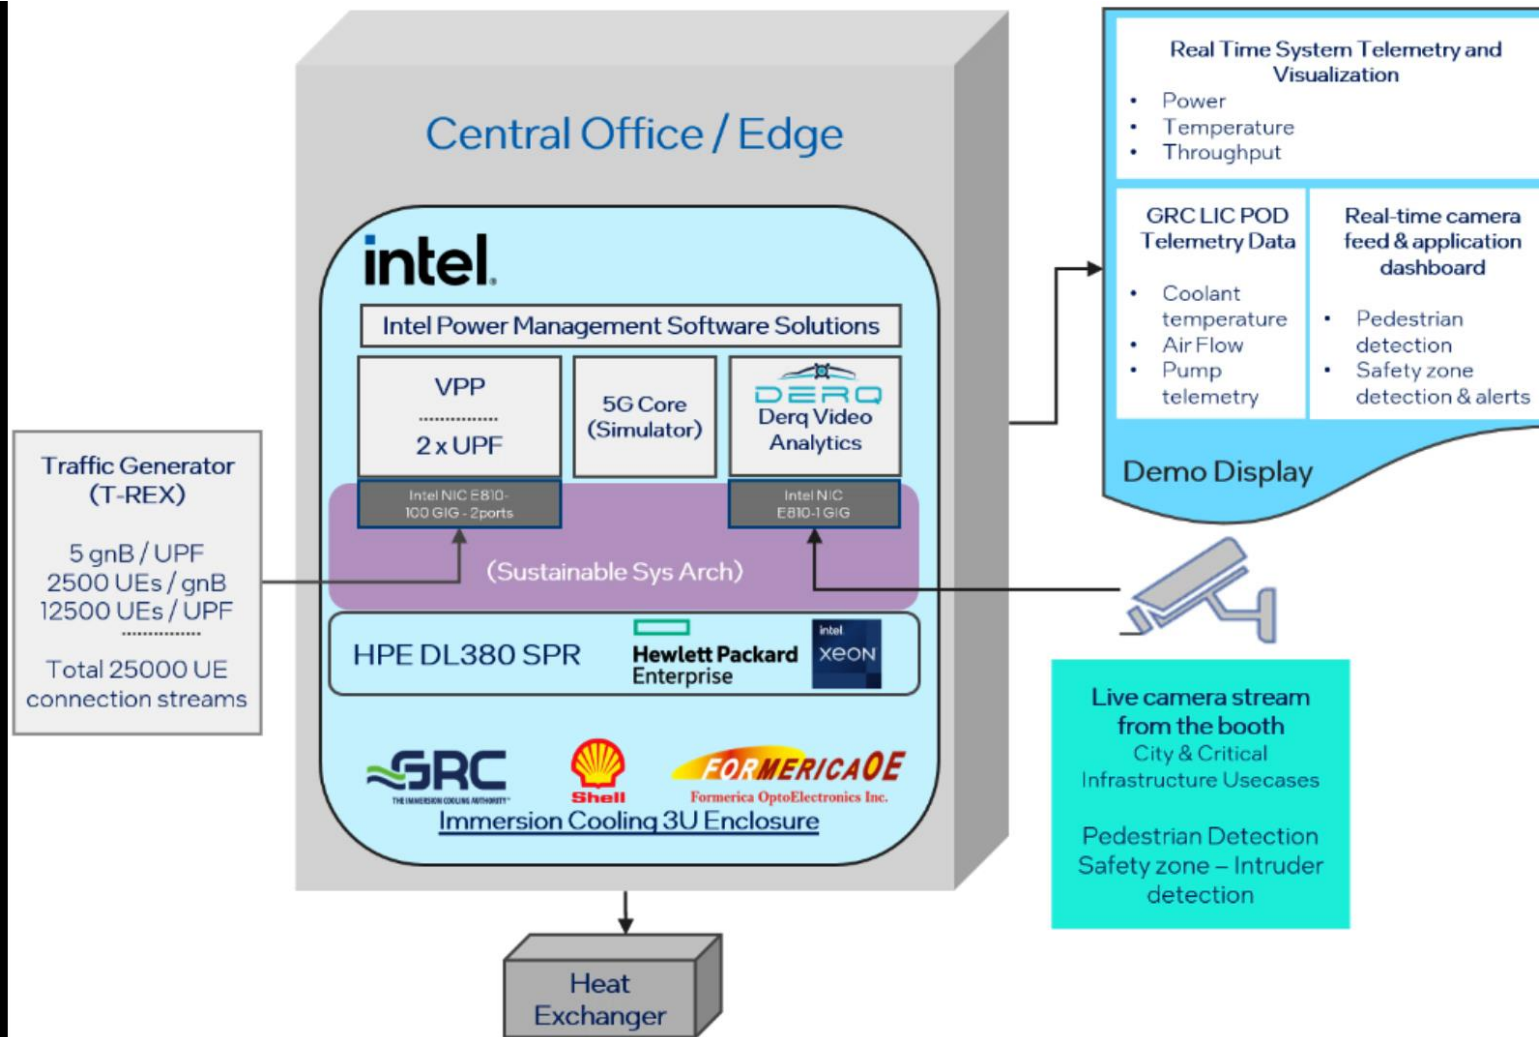 Central Office / Edge
intel.
Intel Power Management Software Solutions
VPP
2 x UPF
5G Core
(Simulator)
DERQ
Derq Video
Analytics
Intel NIC E810-
100 GIG - 2ports
Intel NIC
E810-1 GIG
(Sustainable Sys Arch)
HPE DL380 SPR
Hewlett Packard
Enterprise
intel.
xeon
GRC
THE IMMERSION COOLING AUTHORITY™
Shell
FORMERICAOE
Formerica OptoElectronics Inc.
Immersion Cooling 3U Enclosure
Traffic Generator
(T-REX)
5 gnB / UPF
2500 UEs / gnB
12500 UEs / UPF
Total 25000 UE
connection streams
Heat
Exchanger
Real Time System Telemetry and
Visualization
• Power
• Temperature
• Throughput
GRC LIC POD
Telemetry Data
• Coolant
temperature
• Air Flow
• Pump
telemetry
Real-time camera
feed & application
dashboard
• Pedestrian
detection
• Safety zone
detection & alerts
Demo Display
Live camera stream
from the booth
City & Critical
Infrastructure Usecases
Pedestrian Detection
Safety zone – Intruder
detection